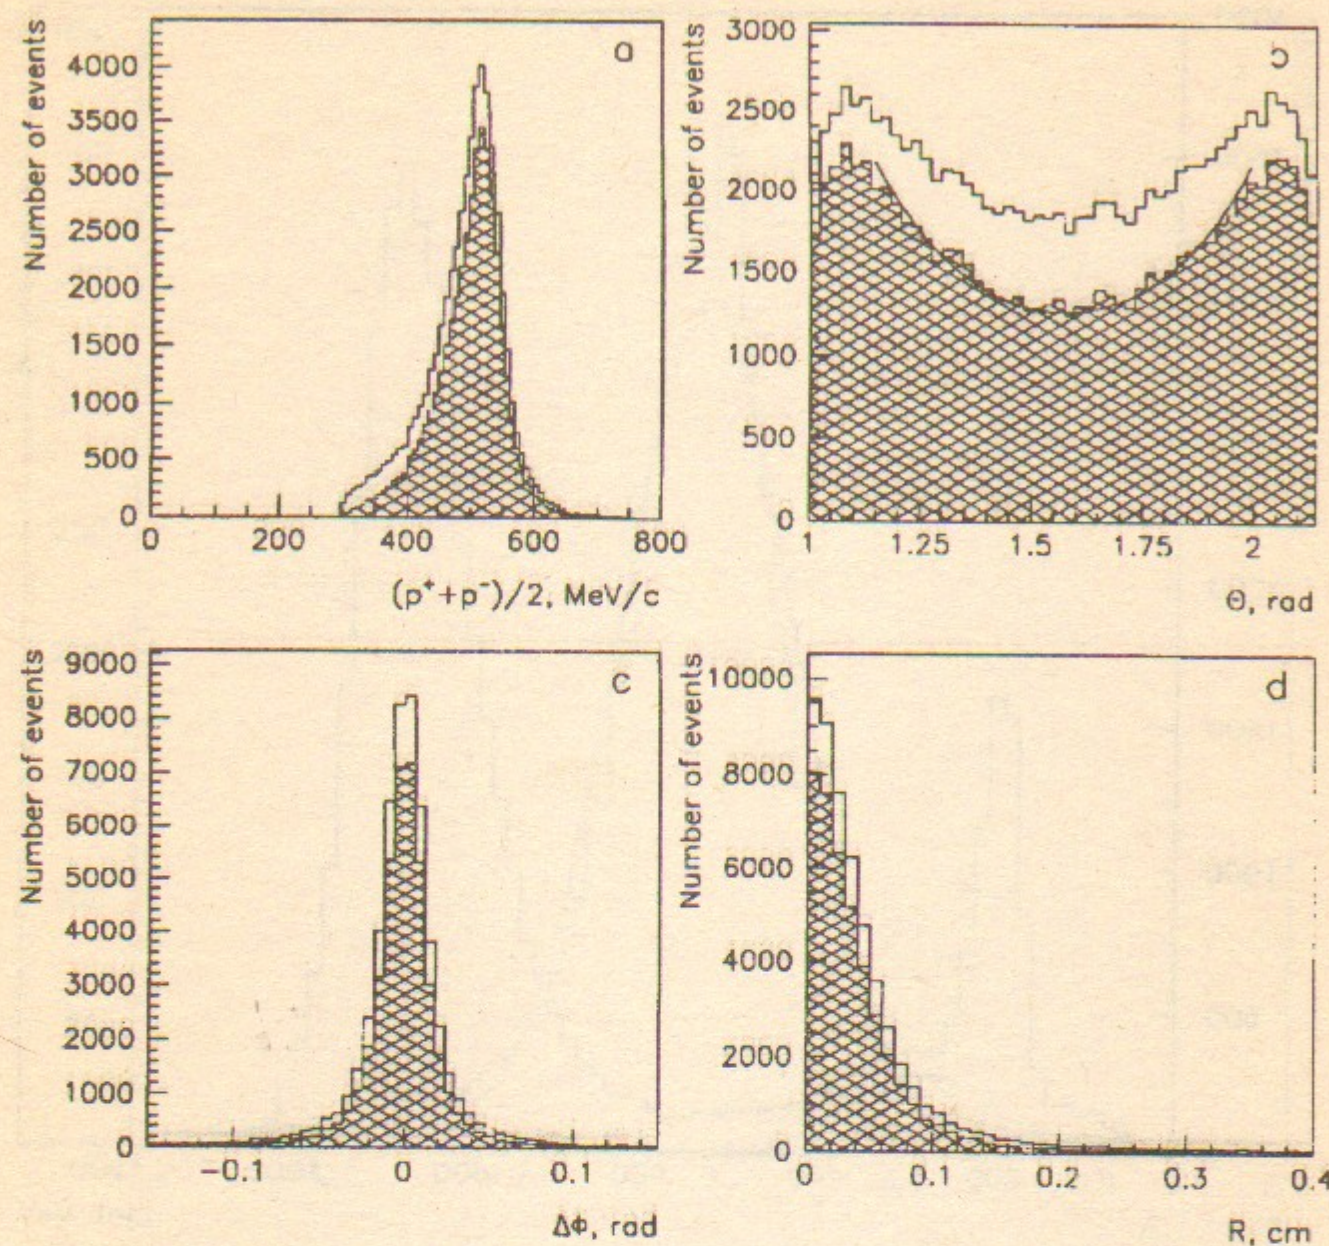 a
Number of events
4000
3500
3000
2500
2000
1500
1000
500
0
0 200 400 600 800
(p⁺+p⁻)/2, MeV/c
b
Number of events
3000
2500
2000
1500
1000
500
0
1 1.25 1.5 1.75 2
Θ, rad
c
Number of events
9000
8000
7000
6000
5000
4000
3000
2000
1000
0
−0.1 0 0.1
ΔΦ, rad
d
Number of events
10000
8000
6000
4000
2000
0
0 0.1 0.2 0.3 0.4
R, cm